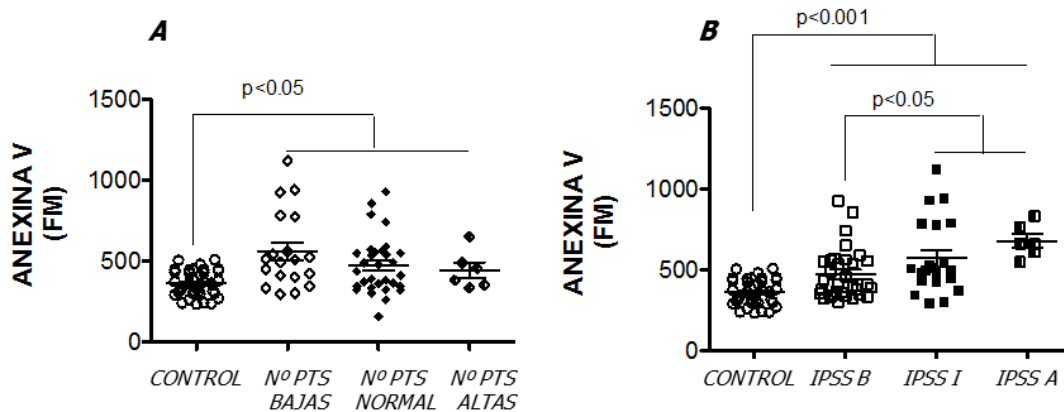 A
p<0.05
ANEXINA V
(FM)
1500
1000
500
0
CONTROL
Nº PTS
BAJAS
Nº PTS
NORMAL
Nº PTS
ALTAS
B
p<0.001
p<0.05
ANEXINA V
(FM)
1500
1000
500
0
CONTROL
IPSS B
IPSS I
IPSS A